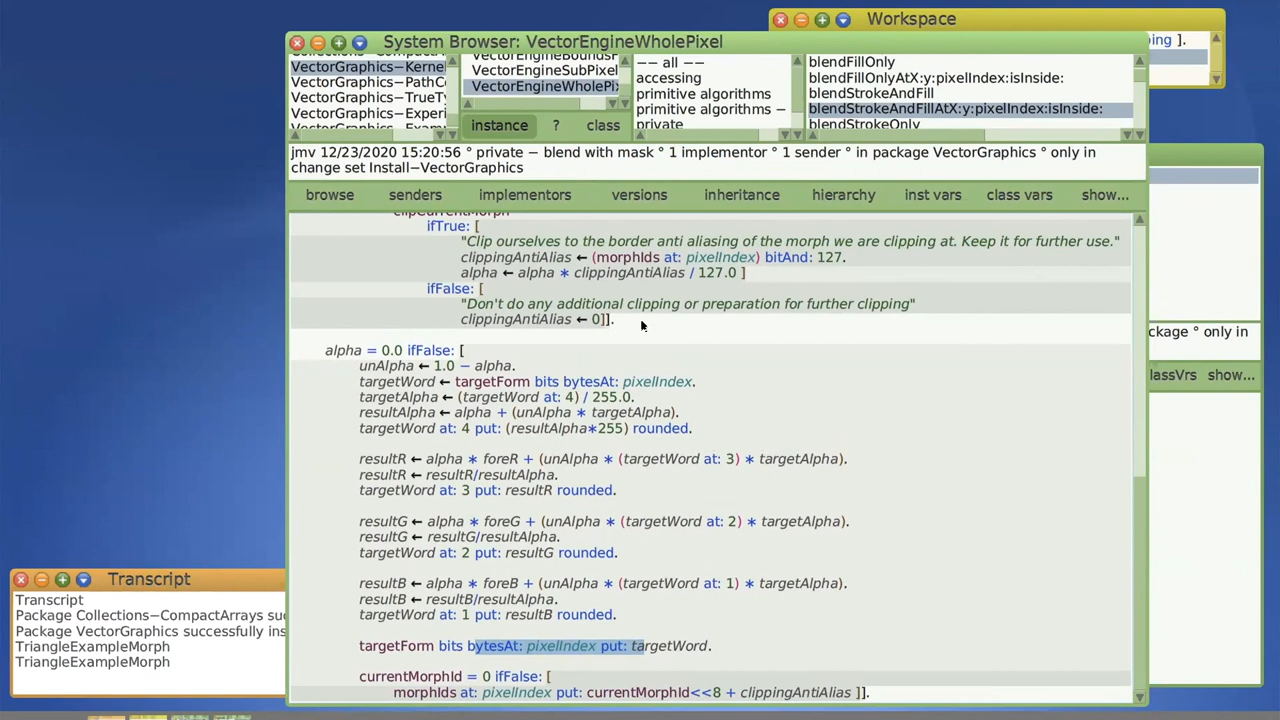 Workspace
ping ].
System Browser: VectorEngineWholePixel
VectorGraphics−Kerne
VectorGraphics−PathC
VectorGraphics−TrueTy
VectorGraphics−Experi
VectorEngineSubPixel
VectorEngineWholePi
instance
?
class
−− all −−
accessing
primitive algorithms
primitive algorithms −
private
blendFillOnly
blendFillOnlyAtX:y:pixelIndex:isInside:
blendStrokeAndFill
blendStrokeAndFillAtX:y:pixelIndex:isInside:
blendStrokeOnly
jmv 12/23/2020 15:20:56 ° private − blend with mask ° 1 implementor ° 1 sender ° in package VectorGraphics ° only in
change set Install−VectorGraphics
browse
senders
implementors
versions
inheritance
hierarchy
inst vars
class vars
show...
clipCurrentMorph
ifTrue: [
"Clip ourselves to the border anti aliasing of the morph we are clipping at. Keep it for further use."
clippingAntiAlias ← (morphIds at: pixelIndex) bitAnd: 127.
alpha ← alpha * clippingAntiAlias / 127.0 ]
ifFalse: [
"Don't do any additional clipping or preparation for further clipping"
clippingAntiAlias ← 0]].
alpha = 0.0 ifFalse: [
unAlpha ← 1.0 − alpha.
targetWord ← targetForm bits bytesAt: pixelIndex.
targetAlpha ← (targetWord at: 4) / 255.0.
resultAlpha ← alpha + (unAlpha * targetAlpha).
targetWord at: 4 put: (resultAlpha*255) rounded.
resultR ← alpha * foreR + (unAlpha * (targetWord at: 3) * targetAlpha).
resultR ← resultR/resultAlpha.
targetWord at: 3 put: resultR rounded.
resultG ← alpha * foreG + (unAlpha * (targetWord at: 2) * targetAlpha).
resultG ← resultG/resultAlpha.
targetWord at: 2 put: resultG rounded.
resultB ← alpha * foreB + (unAlpha * (targetWord at: 1) * targetAlpha).
resultB ← resultB/resultAlpha.
targetWord at: 1 put: resultB rounded.
targetForm bits bytesAt: pixelIndex put: targetWord.
currentMorphId = 0 ifFalse: [
morphIds at: pixelIndex put: currentMorphId<<8 + clippingAntiAlias ]].
ckage ° only in
lassVrs
show...
Transcript
Transcript
Package Collections−CompactArrays suc
Package VectorGraphics successfully ins
TriangleExampleMorph
TriangleExampleMorph